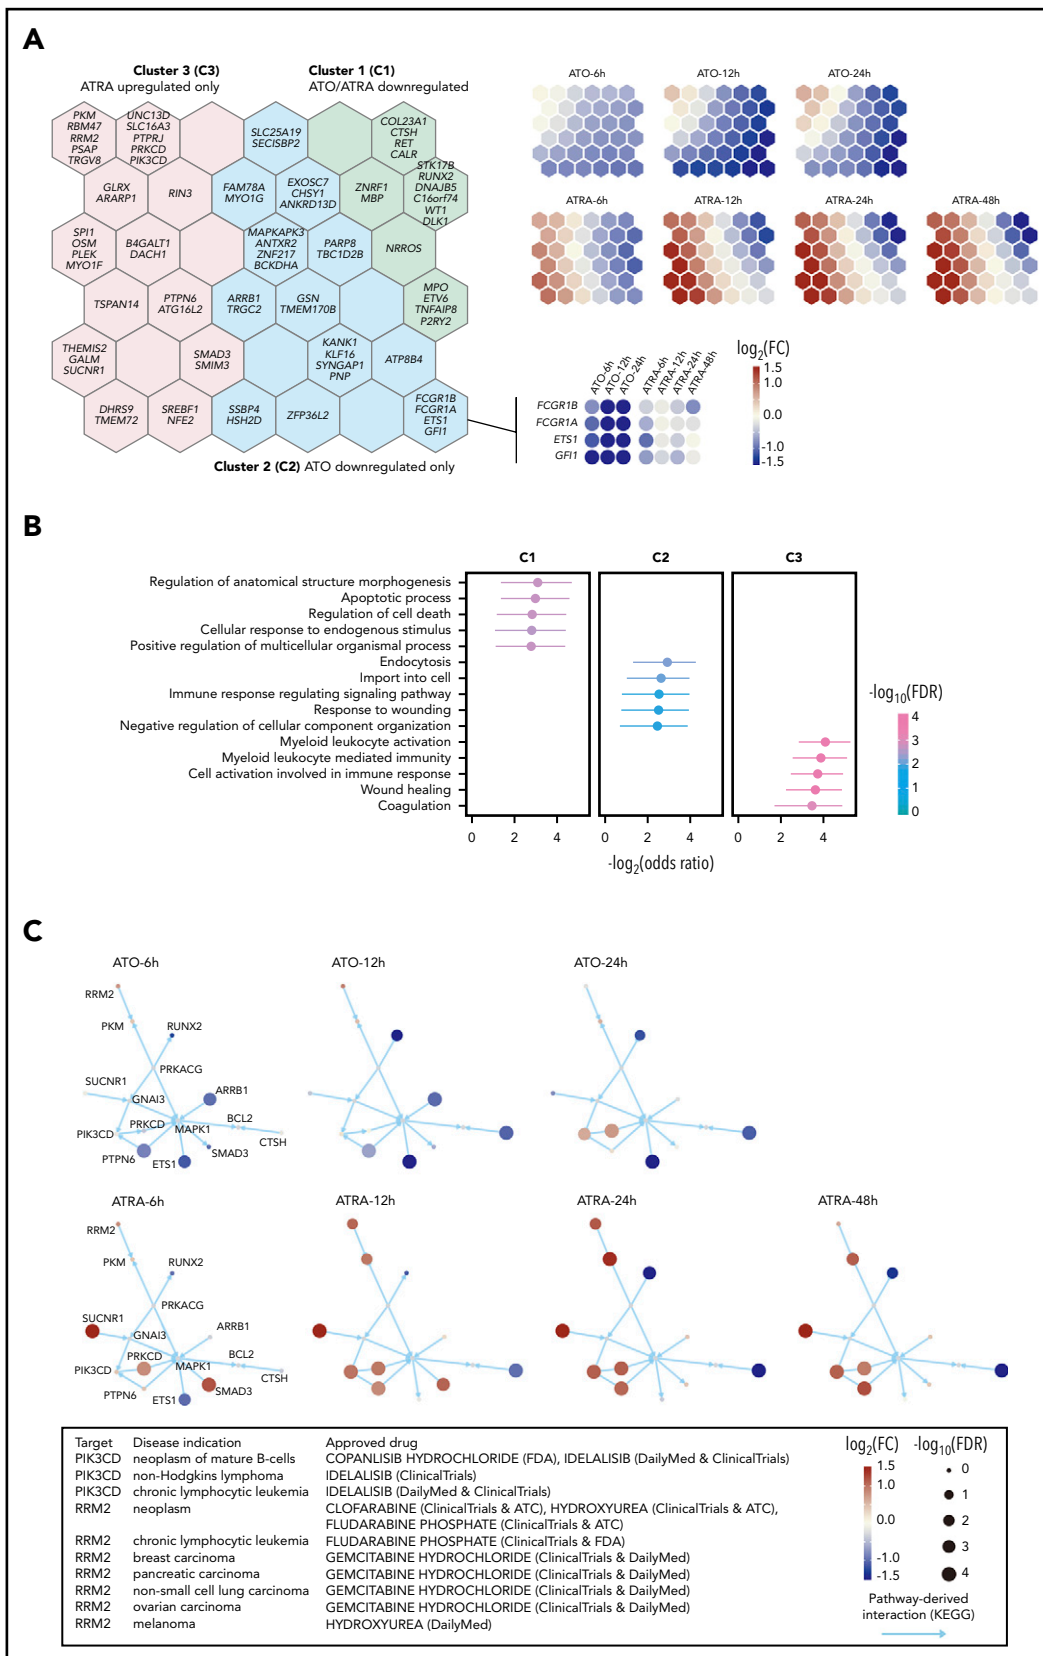 A
Cluster 3 (C3)
ATRA upregulated only
Cluster 1 (C1)
ATO/ATRA downregulated
PKM
RBM47
RRM2
PSAP
TRGV8
UNC13D
SLC16A3
PTPRJ
PRKCD
PIK3CD
SLC25A19
SECISBP2
COL23A1
CTSH
RET
CALR
GLRX
ARARP1
RIN3
FAM78A
MYO1G
EXOSC7
CHSY1
ANKRD13D
ZNRF1
MBP
STK17B
RUNX2
DNAJB5
C16orf74
WT1
DLK1
SPI1
OSM
PLEK
MYO1F
B4GALT1
DACH1
MAPKAPK3
ANTXR2
ZNF217
BCKDHA
PARP8
TBC1D2B
NRROS
TSPAN14
PTPN6
ATG16L2
ARRB1
TRGC2
GSN
TMEM170B
MPO
ETV6
TNFAIP8
P2RY2
THEMIS2
GALM
SUCNR1
SMAD3
SMIM3
KANK1
KLF16
SYNGAP1
PNP
ATP8B4
DHRS9
TMEM72
SREBF1
NFE2
SSBP4
HSH2D
ZFP36L2
FCGR1B
FCGR1A
ETS1
GFI1
Cluster 2 (C2) ATO downregulated only
ATO-6h
ATO-12h
ATO-24h
ATRA-6h
ATRA-12h
ATRA-24h
ATRA-48h
ATO-6h
ATO-12h
ATO-24h
ATRA-6h
ATRA-12h
ATRA-24h
ATRA-48h
FCGR1B
FCGR1A
ETS1
GFI1
log2(FC)
1.5
1.0
0.0
-1.0
-1.5
B
C1
C2
C3
Regulation of anatomical structure morphogenesis
Apoptotic process
Regulation of cell death
Cellular response to endogenous stimulus
Positive regulation of multicellular organismal process
Endocytosis
Import into cell
Immune response regulating signaling pathway
Response to wounding
Negative regulation of cellular component organization
Myeloid leukocyte activation
Myeloid leukocyte mediated immunity
Cell activation involved in immune response
Wound healing
Coagulation
0 2 4
0 2 4
0 2 4
-log2(odds ratio)
-log10(FDR)
4
3
2
1
0
C
ATO-6h
RRM2
PKM
RUNX2
PRKACG
SUCNR1
GNAI3
ARRB1
PRKCD
MAPK1
BCL2
PIK3CD
CTSH
PTPN6
ETS1
SMAD3
ATO-12h
ATO-24h
ATRA-6h
RRM2
PKM
RUNX2
PRKACG
SUCNR1
GNAI3
ARRB1
PRKCD
MAPK1
BCL2
PIK3CD
CTSH
PTPN6
ETS1
SMAD3
ATRA-12h
ATRA-24h
ATRA-48h
Target Disease indication Approved drug
PIK3CD neoplasm of mature B-cells COPANLISIB HYDROCHLORIDE (FDA), IDELALISIB (DailyMed & ClinicalTrials)
PIK3CD non-Hodgkins lymphoma IDELALISIB (ClinicalTrials)
PIK3CD chronic lymphocytic leukemia IDELALISIB (DailyMed & ClinicalTrials)
RRM2 neoplasm CLOFARABINE (ClinicalTrials & ATC), HYDROXYUREA (ClinicalTrials & ATC),
FLUDARABINE PHOSPHATE (ClinicalTrials & ATC)
RRM2 chronic lymphocytic leukemia FLUDARABINE PHOSPHATE (ClinicalTrials & FDA)
RRM2 breast carcinoma GEMCITABINE HYDROCHLORIDE (ClinicalTrials & DailyMed)
RRM2 pancreatic carcinoma GEMCITABINE HYDROCHLORIDE (ClinicalTrials & DailyMed)
RRM2 non-small cell lung carcinoma GEMCITABINE HYDROCHLORIDE (ClinicalTrials & DailyMed)
RRM2 ovarian carcinoma GEMCITABINE HYDROCHLORIDE (ClinicalTrials & DailyMed)
RRM2 melanoma HYDROXYUREA (DailyMed)
log2(FC)
1.5
1.0
0.0
-1.0
-1.5
-log10(FDR)
0
1
2
3
4
Pathway-derived
interaction (KEGG)